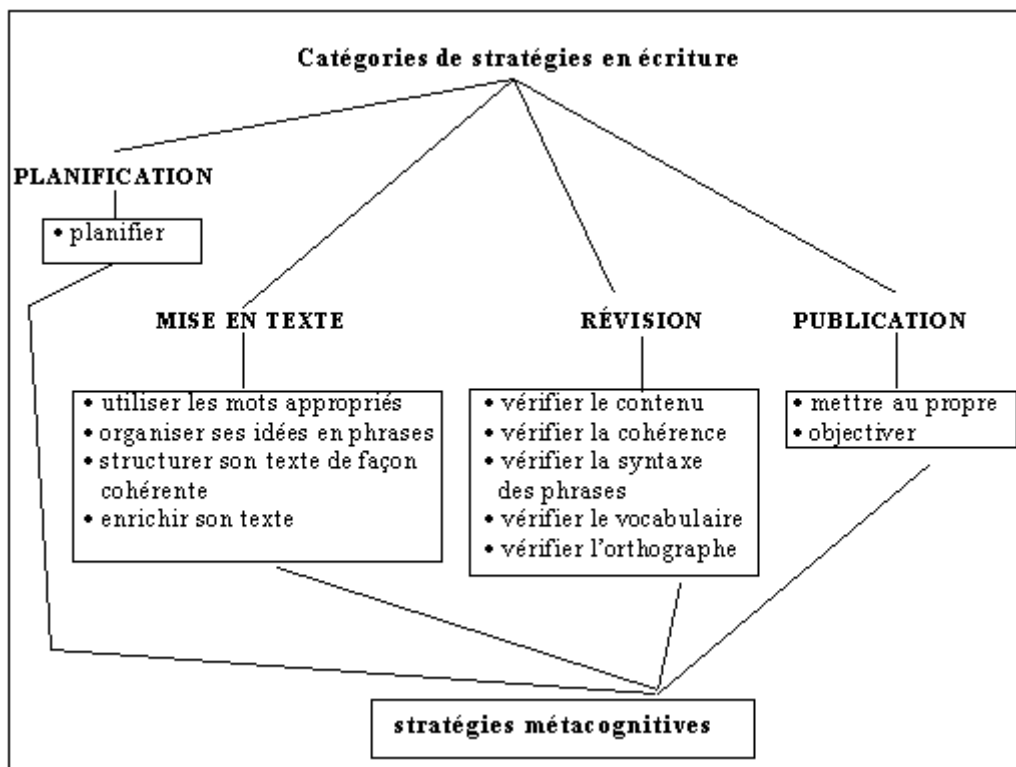 Catégories de stratégies en écriture
PLANIFICATION
• planifier
MISE EN TEXTE
• utiliser les mots appropriés
• organiser ses idées en phrases
• structurer son texte de façon
cohérente
• enrichir son texte
RÉVISION
• vérifier le contenu
• vérifier la cohérence
• vérifier la syntaxe
des phrases
• vérifier le vocabulaire
• vérifier l'orthographe
PUBLICATION
• mettre au propre
• objectiver
stratégies métacognitives